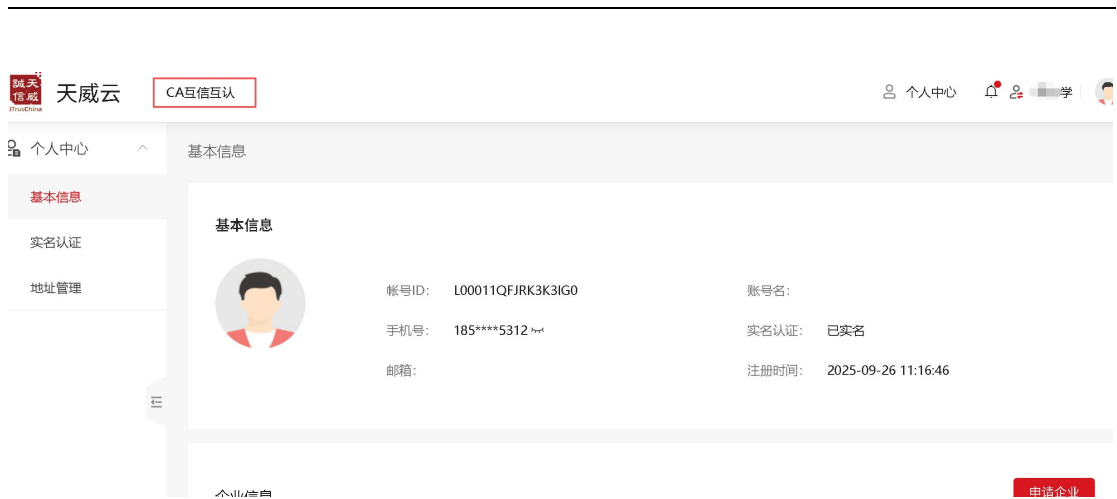 誠天
信威
iTrusChina
天威云
CA互信互认
个人中心
学
个人中心
基本信息
基本信息
实名认证
地址管理
基本信息
帐号ID: L00011QFJRK3K3IG0
账号名:
手机号: 185****5312
实名认证: 已实名
邮箱:
注册时间: 2025-09-26 11:16:46
企业信息
申请企业